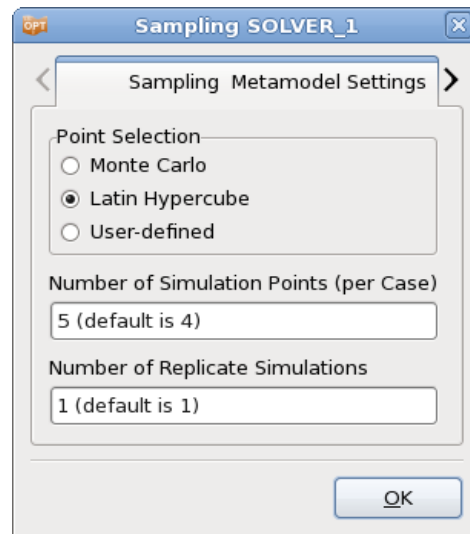 OPT Sampling SOLVER_1
Sampling Metamodel Settings
Point Selection
Monte Carlo
Latin Hypercube
User-defined
Number of Simulation Points (per Case)
5 (default is 4)
Number of Replicate Simulations
1 (default is 1)
OK